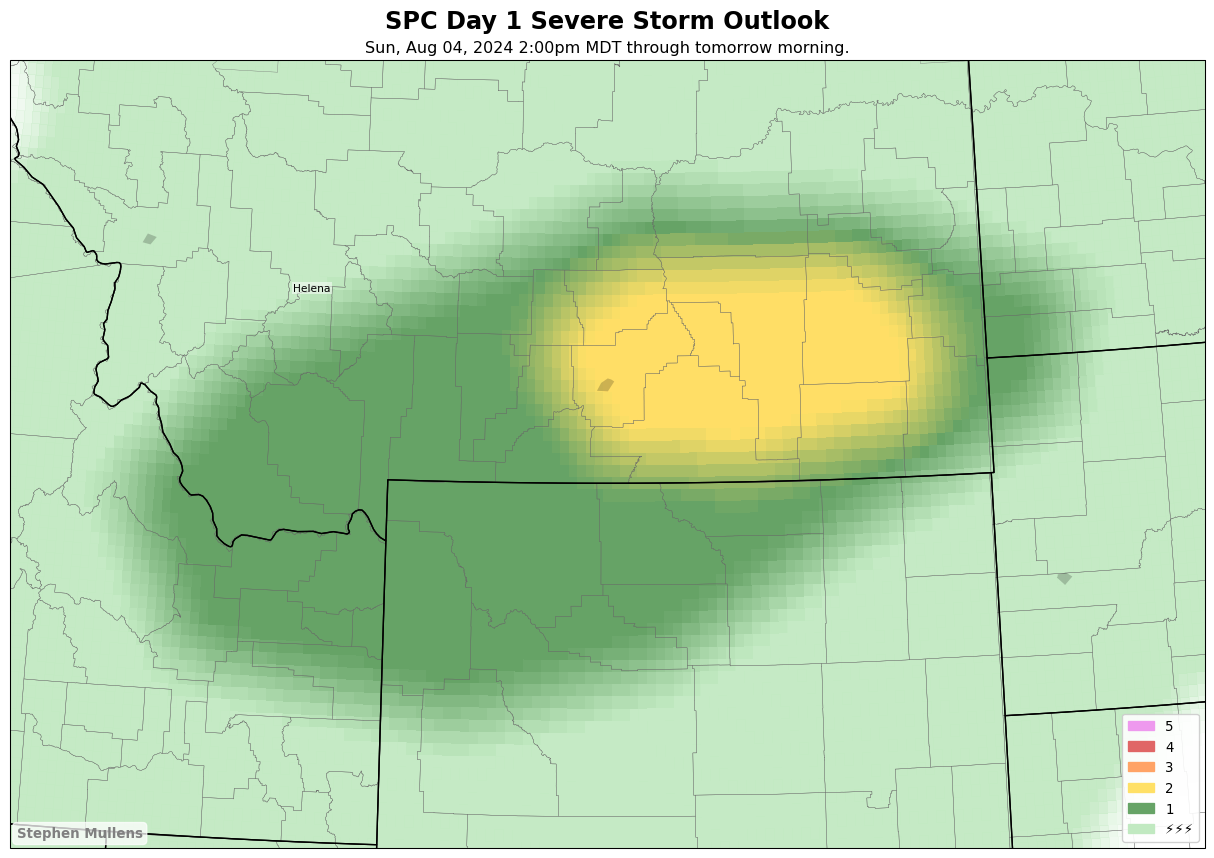 SPC Day 1 Severe Storm Outlook
Sun, Aug 04, 2024 2:00pm MDT through tomorrow morning.
Helena
5
4
3
2
1
⚡⚡⚡
Stephen Mullens